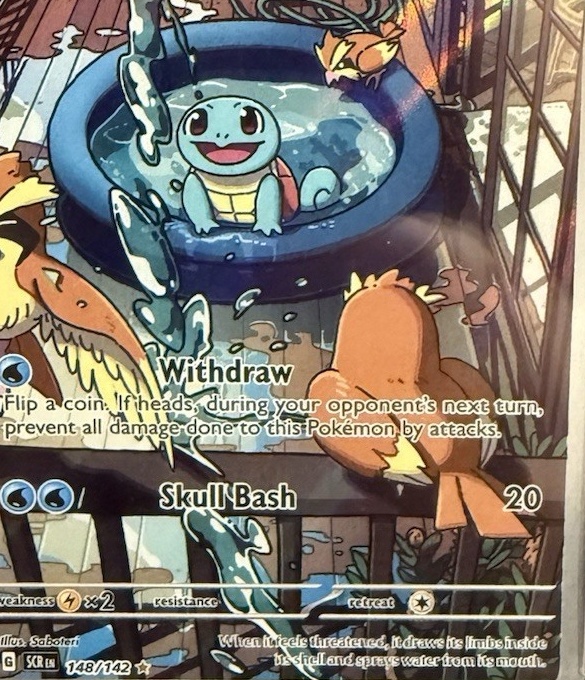 Withdraw
Flip a coin. If heads, during your opponent's next turn,
prevent all damage done to this Pokémon by attacks.
Skull Bash 20
weakness ×2 resistance retreat
Illus. Saboteri When it feels threatened, it draws its limbs inside
its shell and sprays water from its mouth.
G SCR EN 148/142